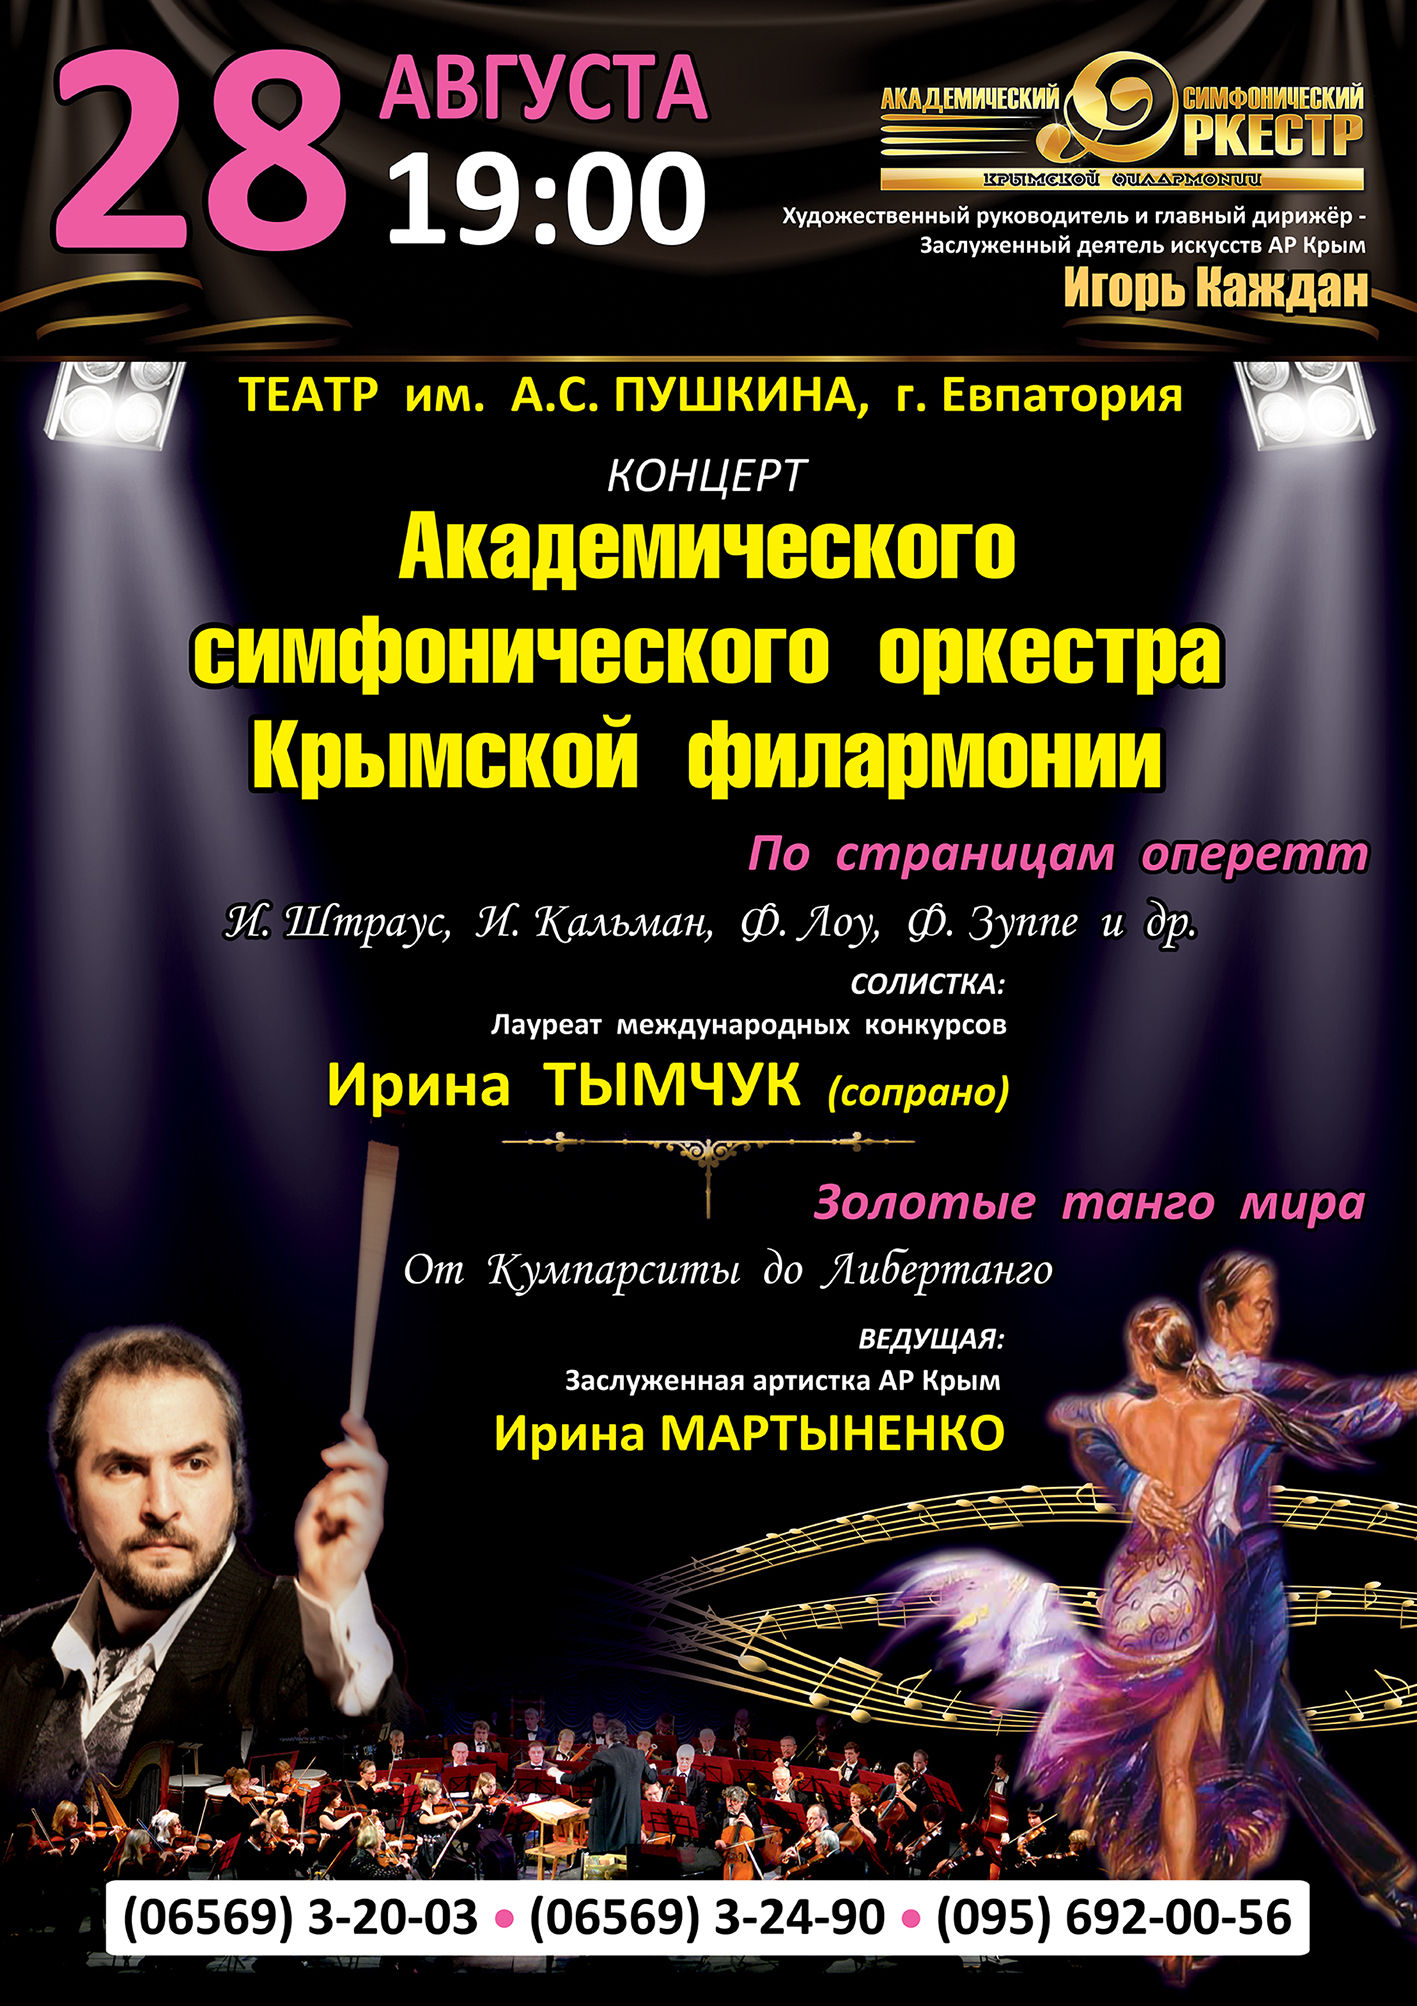 28 АВГУСТА
19:00
АКАДЕМИЧЕСКИЙ СИМФОНИЧЕСКИЙ
ОРКЕСТР
КРЫМСКОЙ ФИЛАРМОНИИ
Художественный руководитель и главный дирижёр -
Заслуженный деятель искусств АР Крым
Игорь Каждан
ТЕАТР им. А.С. ПУШКИНА, г. Евпатория
КОНЦЕРТ
Академического
симфонического оркестра
Крымской филармонии
По страницам оперетт
И. Штраус, И. Кальман, Ф. Лоу, Ф. Зуппе и др.
СОЛИСТКА:
Лауреат международных конкурсов
Ирина ТЫМЧУК (сопрано)
Золотые танго мира
От Кумпарситы до Либертанго
ВЕДУЩАЯ:
Заслуженная артистка АР Крым
Ирина МАРТЫНЕНКО
(06569) 3-20-03 • (06569) 3-24-90 • (095) 692-00-56